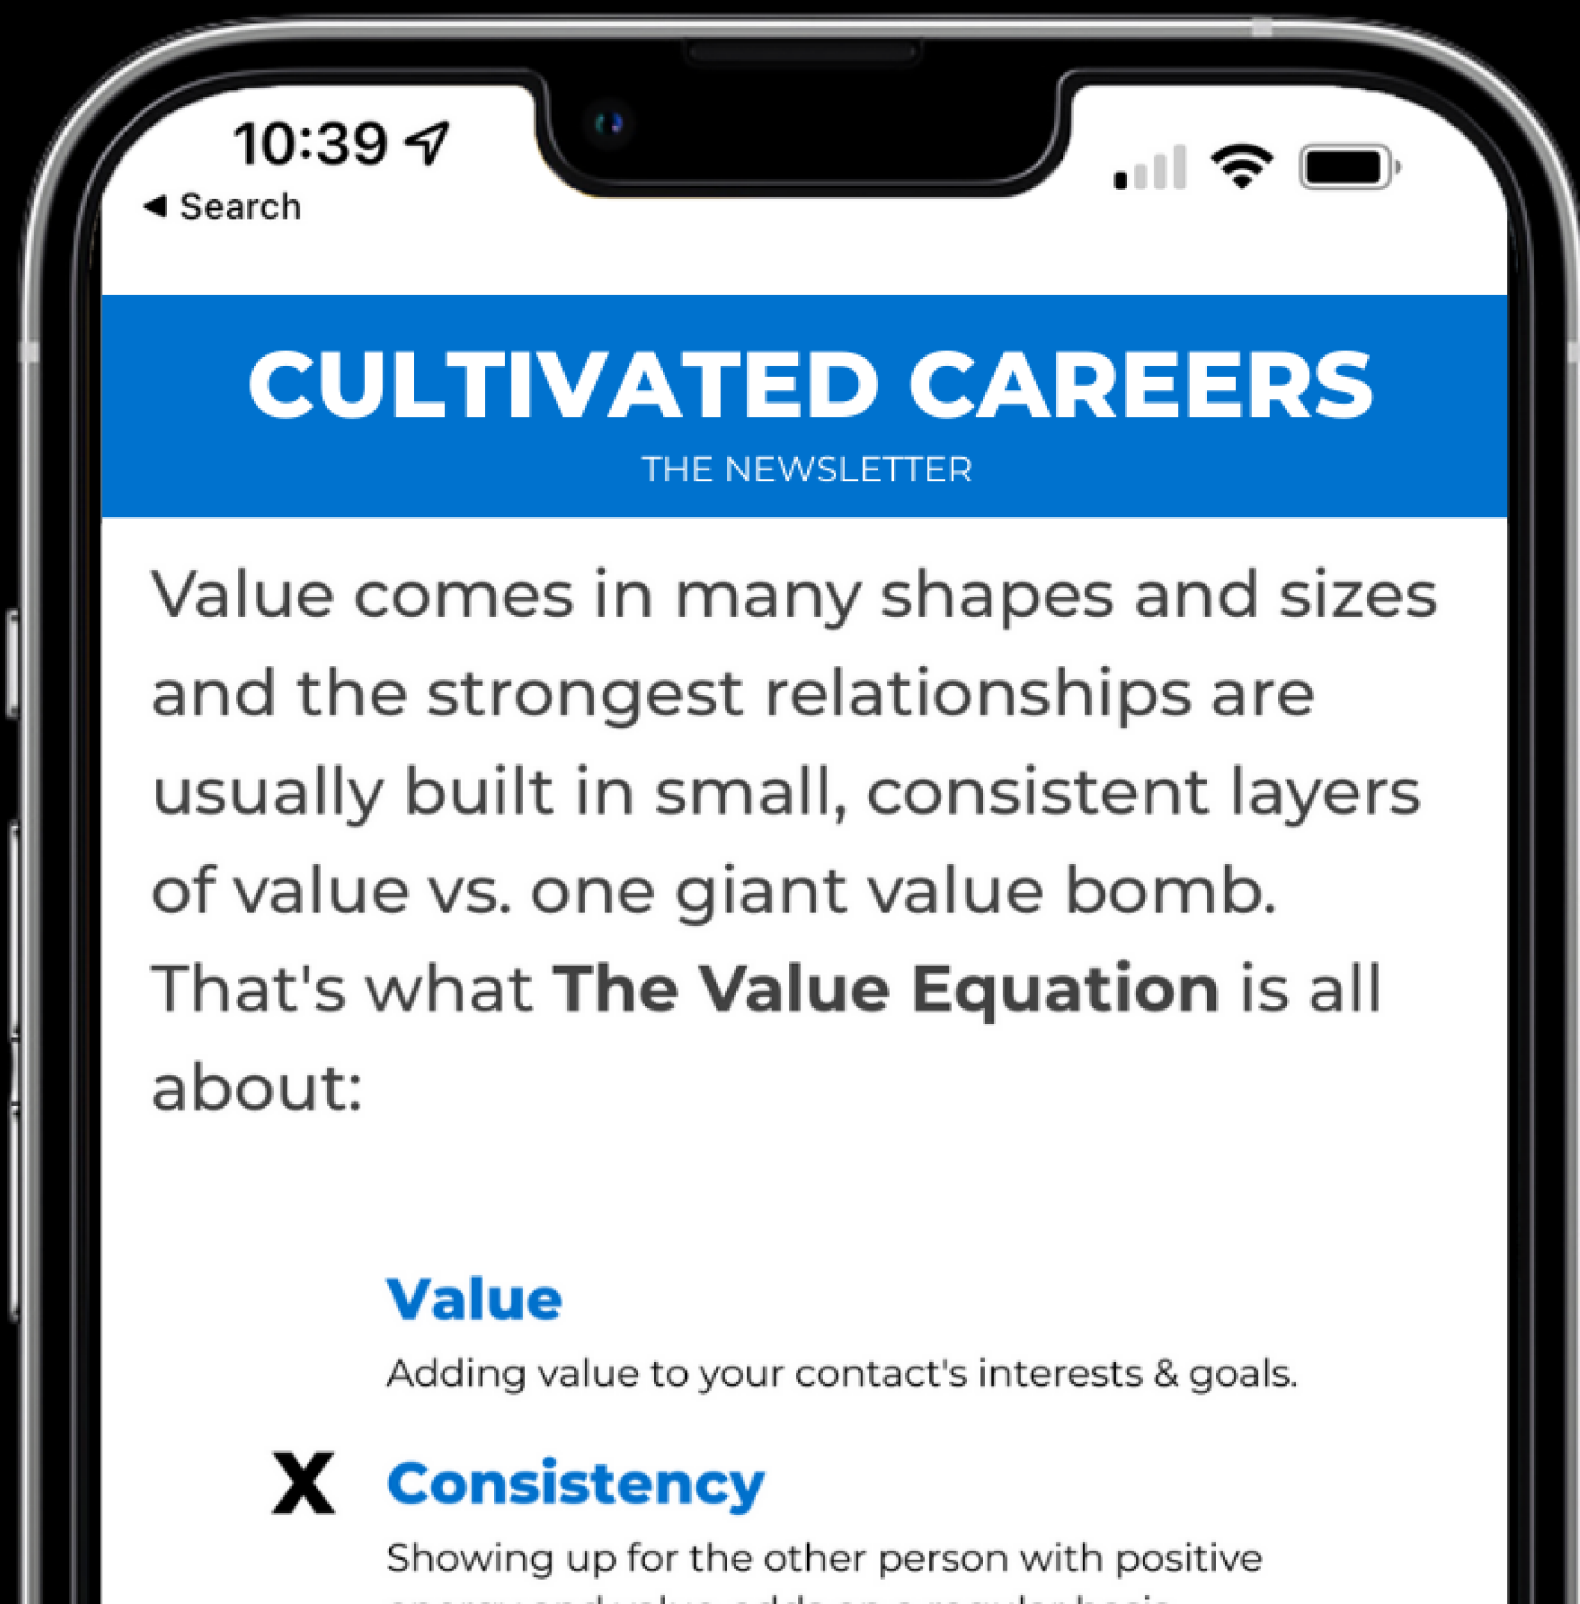 10:39
◀ Search
CULTIVATED CAREERS
THE NEWSLETTER
Value comes in many shapes and sizes
and the strongest relationships are
usually built in small, consistent layers
of value vs. one giant value bomb.
That's what The Value Equation is all
about:
Value
Adding value to your contact's interests & goals.
X Consistency
Showing up for the other person with positive